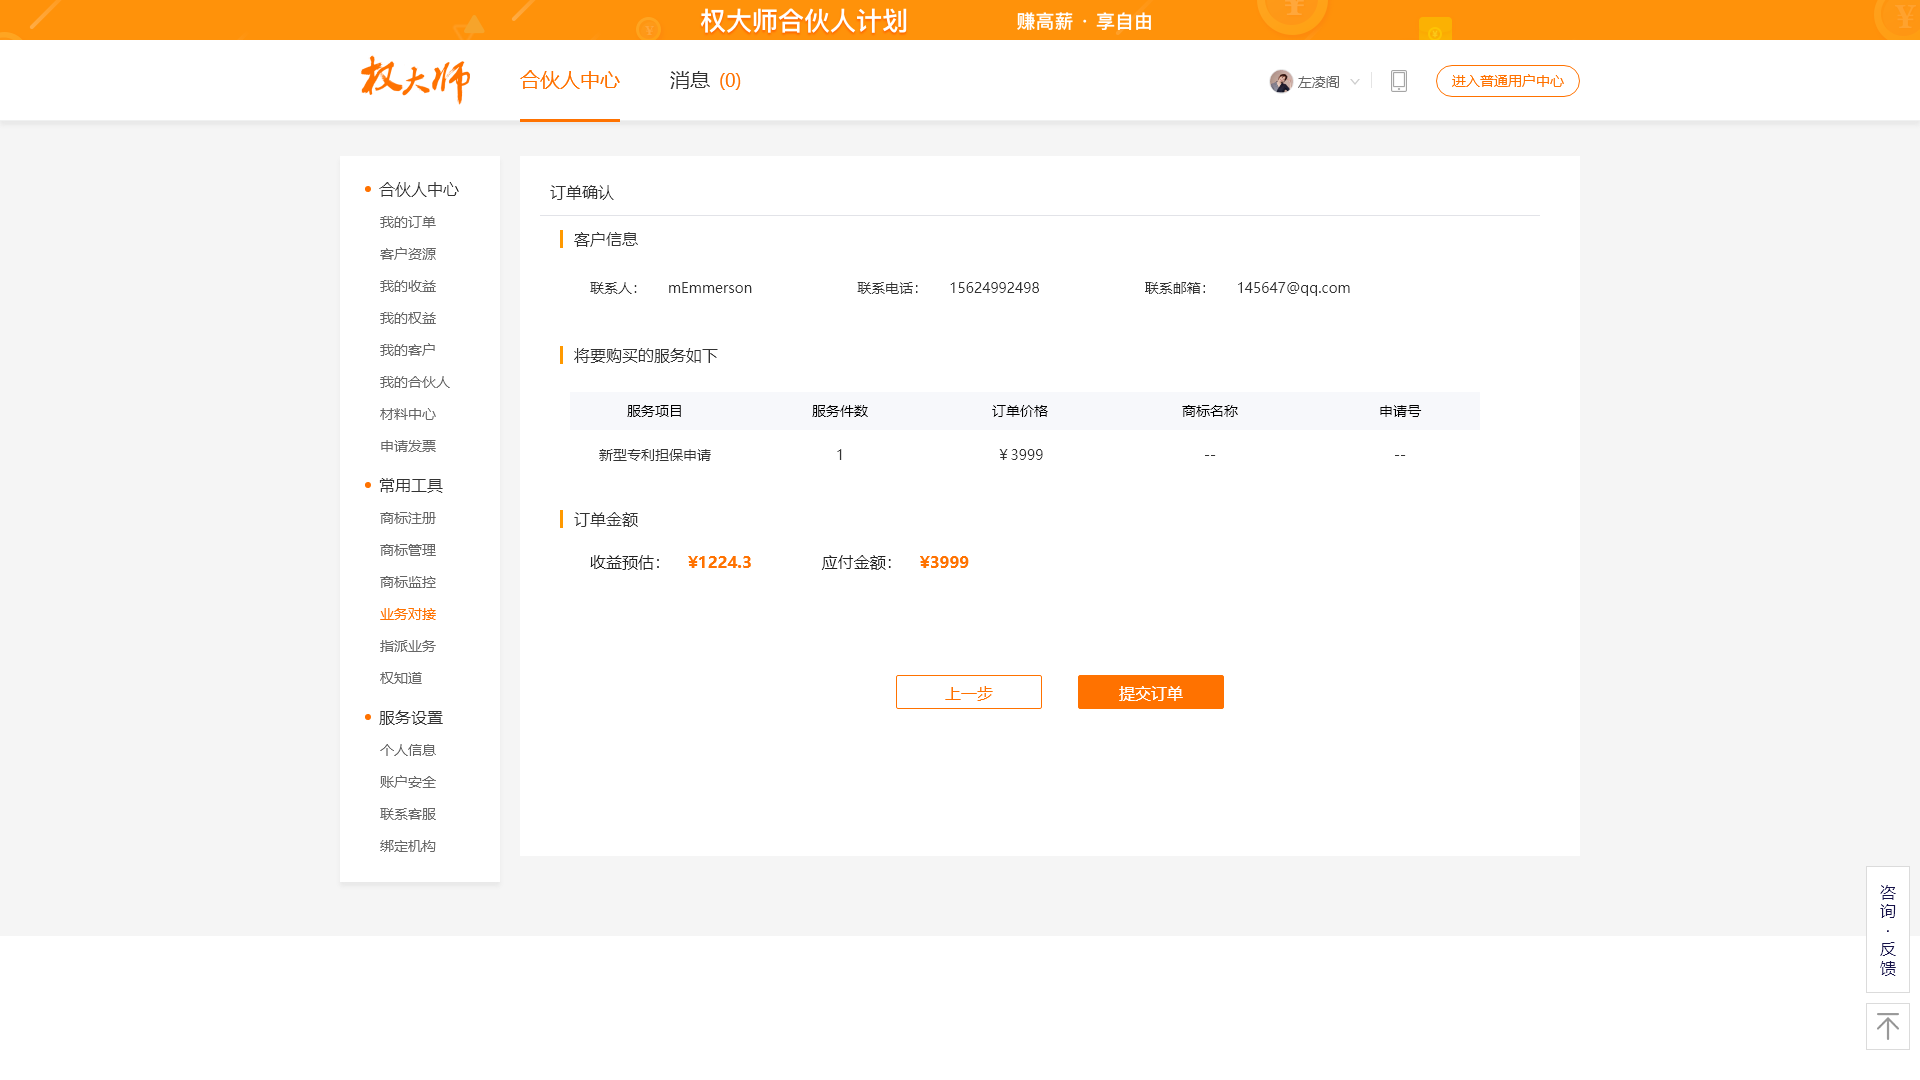 权大师合伙人计划 赚高薪 · 享自由
权大师 合伙人中心 消息 (0) 左凌阁 进入普通用户中心
合伙人中心
我的订单
客户资源
我的收益
我的权益
我的客户
我的合伙人
材料中心
申请发票
常用工具
商标注册
商标管理
商标监控
业务对接
指派业务
权知道
服务设置
个人信息
账户安全
联系客服
绑定机构
订单确认
客户信息
联系人： mEmmerson 联系电话： 15624992498 联系邮箱： 145647@qq.com
将要购买的服务如下
服务项目 服务件数 订单价格 商标名称 申请号
新型专利担保申请 1 ¥ 3999 -- --
订单金额
收益预估： ¥1224.3 应付金额： ¥3999
上一步 提交订单
咨
询
·
反
馈